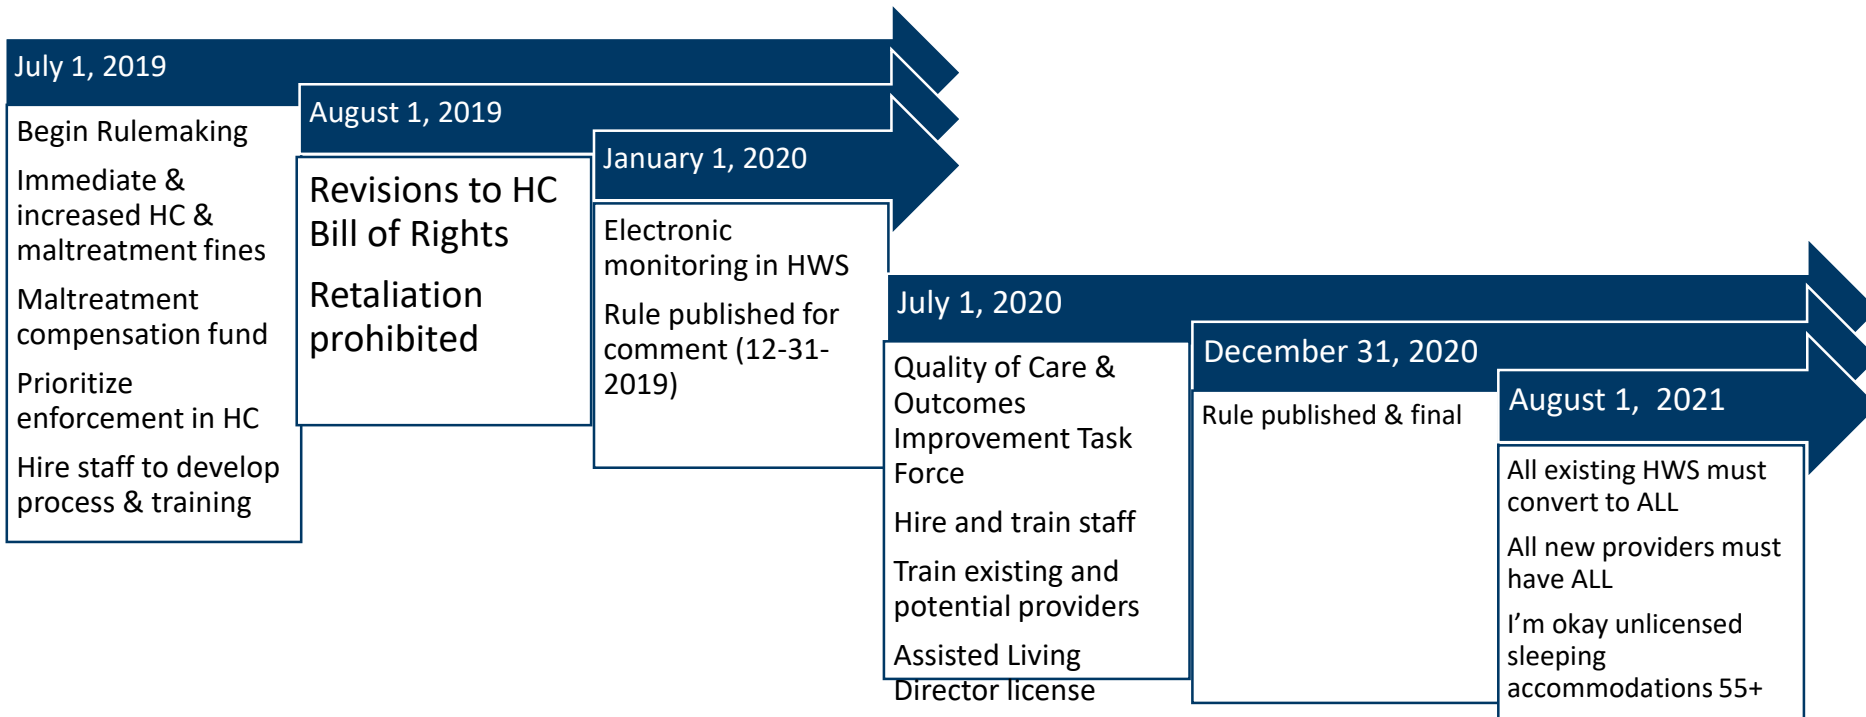 July 1, 2019
Begin Rulemaking
Immediate &
increased HC &
maltreatment fines
Maltreatment
compensation fund
Prioritize
enforcement in HC
Hire staff to develop
process & training
August 1, 2019
Revisions to HC
Bill of Rights
Retaliation
prohibited
January 1, 2020
Electronic
monitoring in HWS
Rule published for
comment (12-31-
2019)
July 1, 2020
Quality of Care &
Outcomes
Improvement Task
Force
Hire and train staff
Train existing and
potential providers
Assisted Living
Director license
December 31, 2020
Rule published & final
August 1,  2021
All existing HWS must
convert to ALL
All new providers must
have ALL
I’m okay unlicensed
sleeping
accommodations 55+